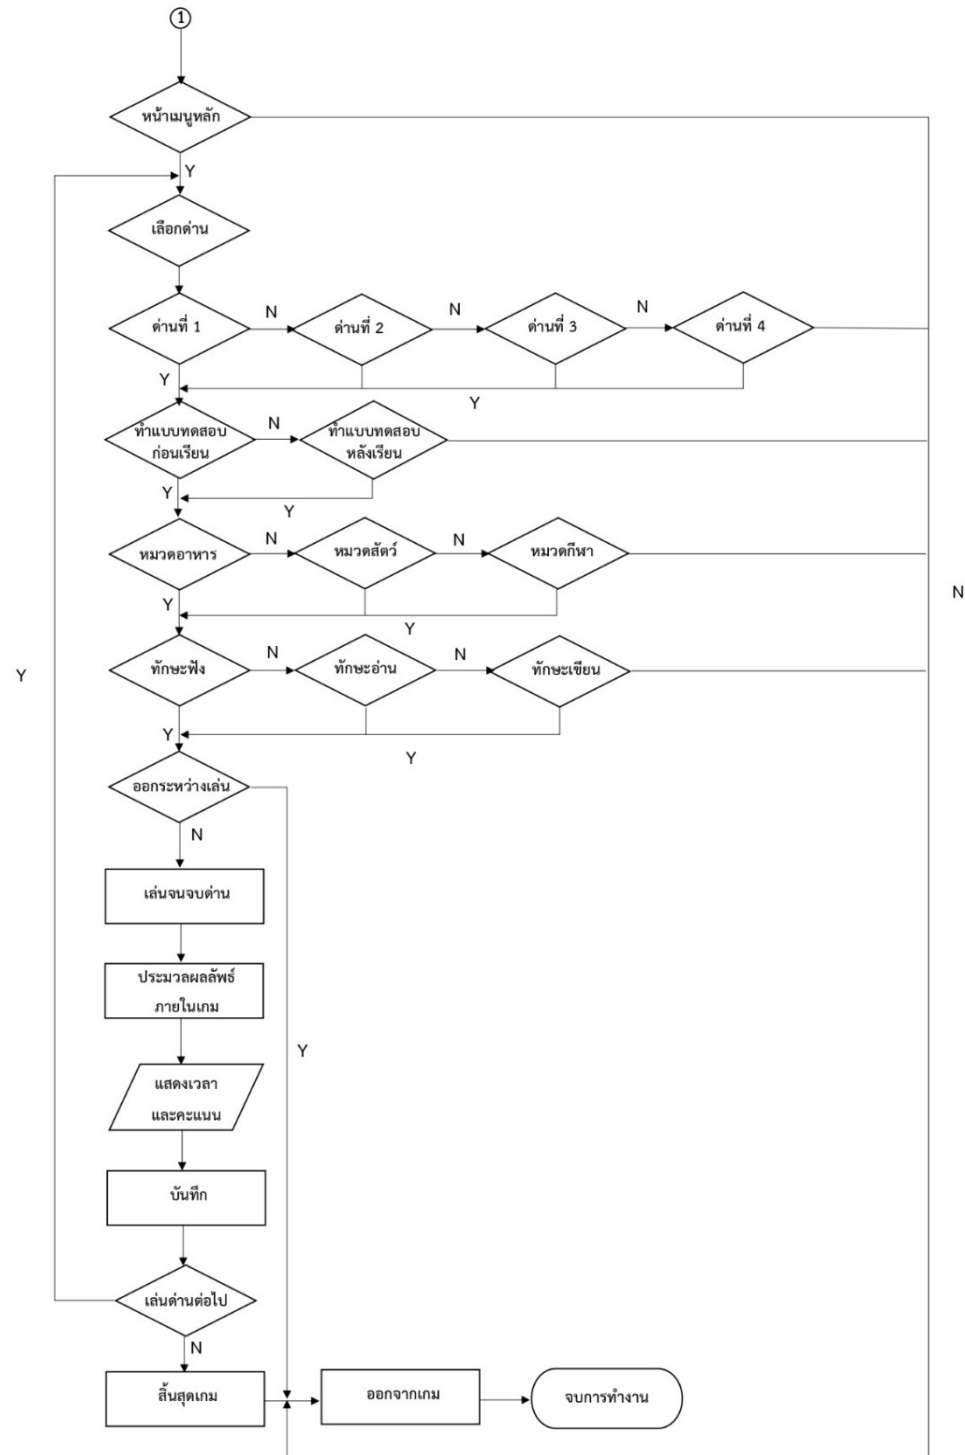 1
หน้าเมนูหลัก
Y
เลือกด่าน
ด่านที่ 1
N
ด่านที่ 2
N
ด่านที่ 3
N
ด่านที่ 4
Y
Y
ทำแบบทดสอบ
ก่อนเรียน
N
ทำแบบทดสอบ
หลังเรียน
Y
Y
หมวดอาหาร
N
หมวดสัตว์
N
หมวดกีฬา
N
Y
Y
ทักษะฟัง
N
ทักษะอ่าน
N
ทักษะเขียน
Y
Y
Y
ออกระหว่างเล่น
N
เล่นจนจบด่าน
ประมวลผลลัพธ์
ภายในเกม
Y
แสดงเวลา
และคะแนน
บันทึก
เล่นด่านต่อไป
N
สิ้นสุดเกม
ออกจากเกม
จบการทำงาน